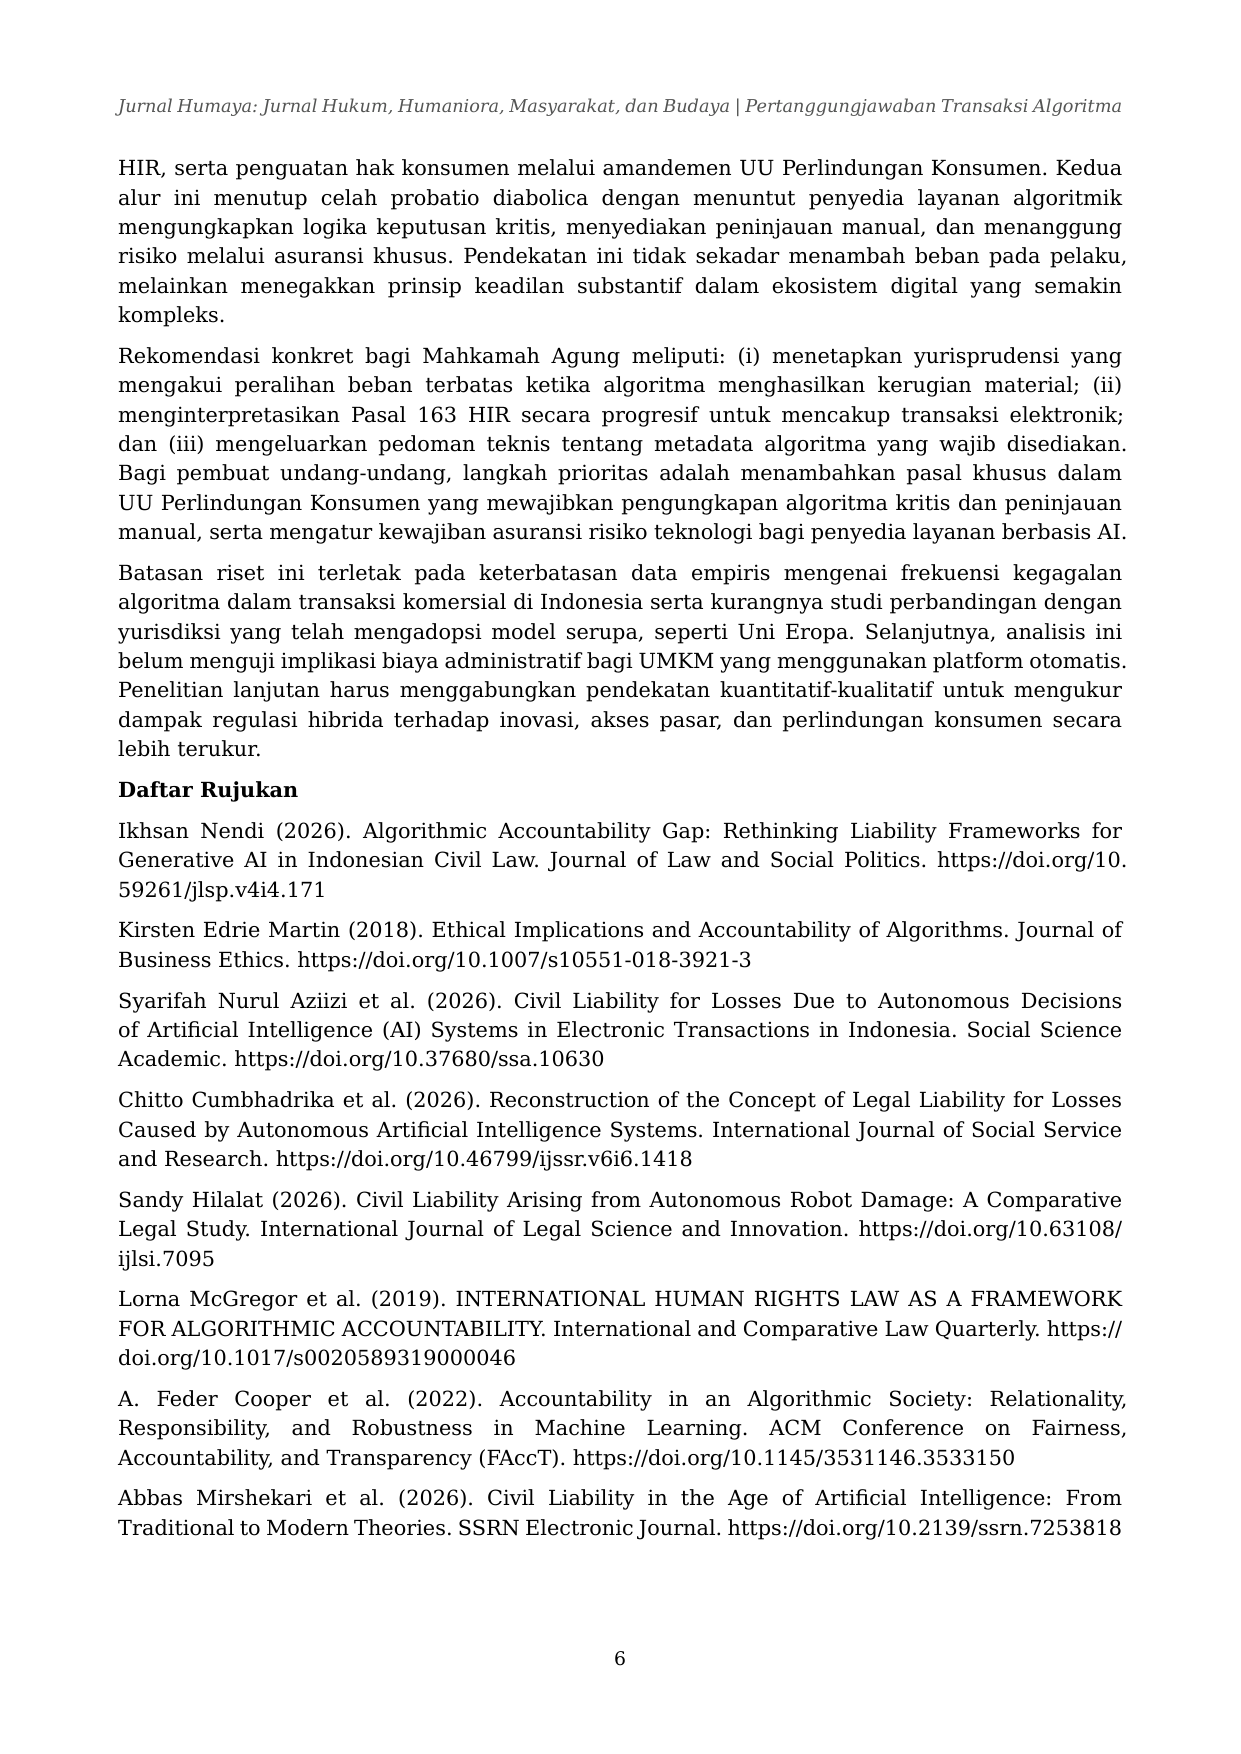 Jurnal Humaya: Jurnal Hukum, Humaniora, Masyarakat, dan Budaya | Pertanggungjawaban Transaksi Algoritma
HIR, serta penguatan hak konsumen melalui amandemen UU Perlindungan Konsumen. Kedua
alur ini menutup celah probatio diabolica dengan menuntut penyedia layanan algoritmik
mengungkapkan logika keputusan kritis, menyediakan peninjauan manual, dan menanggung
risiko melalui asuransi khusus. Pendekatan ini tidak sekadar menambah beban pada pelaku,
melainkan menegakkan prinsip keadilan substantif dalam ekosistem digital yang semakin
kompleks.
Rekomendasi konkret bagi Mahkamah Agung meliputi: (i) menetapkan yurisprudensi yang
mengakui peralihan beban terbatas ketika algoritma menghasilkan kerugian material; (ii)
menginterpretasikan Pasal 163 HIR secara progresif untuk mencakup transaksi elektronik;
dan (iii) mengeluarkan pedoman teknis tentang metadata algoritma yang wajib disediakan.
Bagi pembuat undang-undang, langkah prioritas adalah menambahkan pasal khusus dalam
UU Perlindungan Konsumen yang mewajibkan pengungkapan algoritma kritis dan peninjauan
manual, serta mengatur kewajiban asuransi risiko teknologi bagi penyedia layanan berbasis AI.
Batasan riset ini terletak pada keterbatasan data empiris mengenai frekuensi kegagalan
algoritma dalam transaksi komersial di Indonesia serta kurangnya studi perbandingan dengan
yurisdiksi yang telah mengadopsi model serupa, seperti Uni Eropa. Selanjutnya, analisis ini
belum menguji implikasi biaya administratif bagi UMKM yang menggunakan platform otomatis.
Penelitian lanjutan harus menggabungkan pendekatan kuantitatif-kualitatif untuk mengukur
dampak regulasi hibrida terhadap inovasi, akses pasar, dan perlindungan konsumen secara
lebih terukur.
Daftar Rujukan
Ikhsan Nendi (2026). Algorithmic Accountability Gap: Rethinking Liability Frameworks for
Generative AI in Indonesian Civil Law. Journal of Law and Social Politics. https://doi.org/10.
59261/jlsp.v4i4.171
Kirsten Edrie Martin (2018). Ethical Implications and Accountability of Algorithms. Journal of
Business Ethics. https://doi.org/10.1007/s10551-018-3921-3
Syarifah Nurul Aziizi et al. (2026). Civil Liability for Losses Due to Autonomous Decisions
of Artificial Intelligence (AI) Systems in Electronic Transactions in Indonesia. Social Science
Academic. https://doi.org/10.37680/ssa.10630
Chitto Cumbhadrika et al. (2026). Reconstruction of the Concept of Legal Liability for Losses
Caused by Autonomous Artificial Intelligence Systems. International Journal of Social Service
and Research. https://doi.org/10.46799/ijssr.v6i6.1418
Sandy Hilalat (2026). Civil Liability Arising from Autonomous Robot Damage: A Comparative
Legal Study. International Journal of Legal Science and Innovation. https://doi.org/10.63108/
ijlsi.7095
Lorna McGregor et al. (2019). INTERNATIONAL HUMAN RIGHTS LAW AS A FRAMEWORK
FOR ALGORITHMIC ACCOUNTABILITY. International and Comparative Law Quarterly. https://
doi.org/10.1017/s0020589319000046
A. Feder Cooper et al. (2022). Accountability in an Algorithmic Society: Relationality,
Responsibility, and Robustness in Machine Learning. ACM Conference on Fairness,
Accountability, and Transparency (FAccT). https://doi.org/10.1145/3531146.3533150
Abbas Mirshekari et al. (2026). Civil Liability in the Age of Artificial Intelligence: From
Traditional to Modern Theories. SSRN Electronic Journal. https://doi.org/10.2139/ssrn.7253818
6